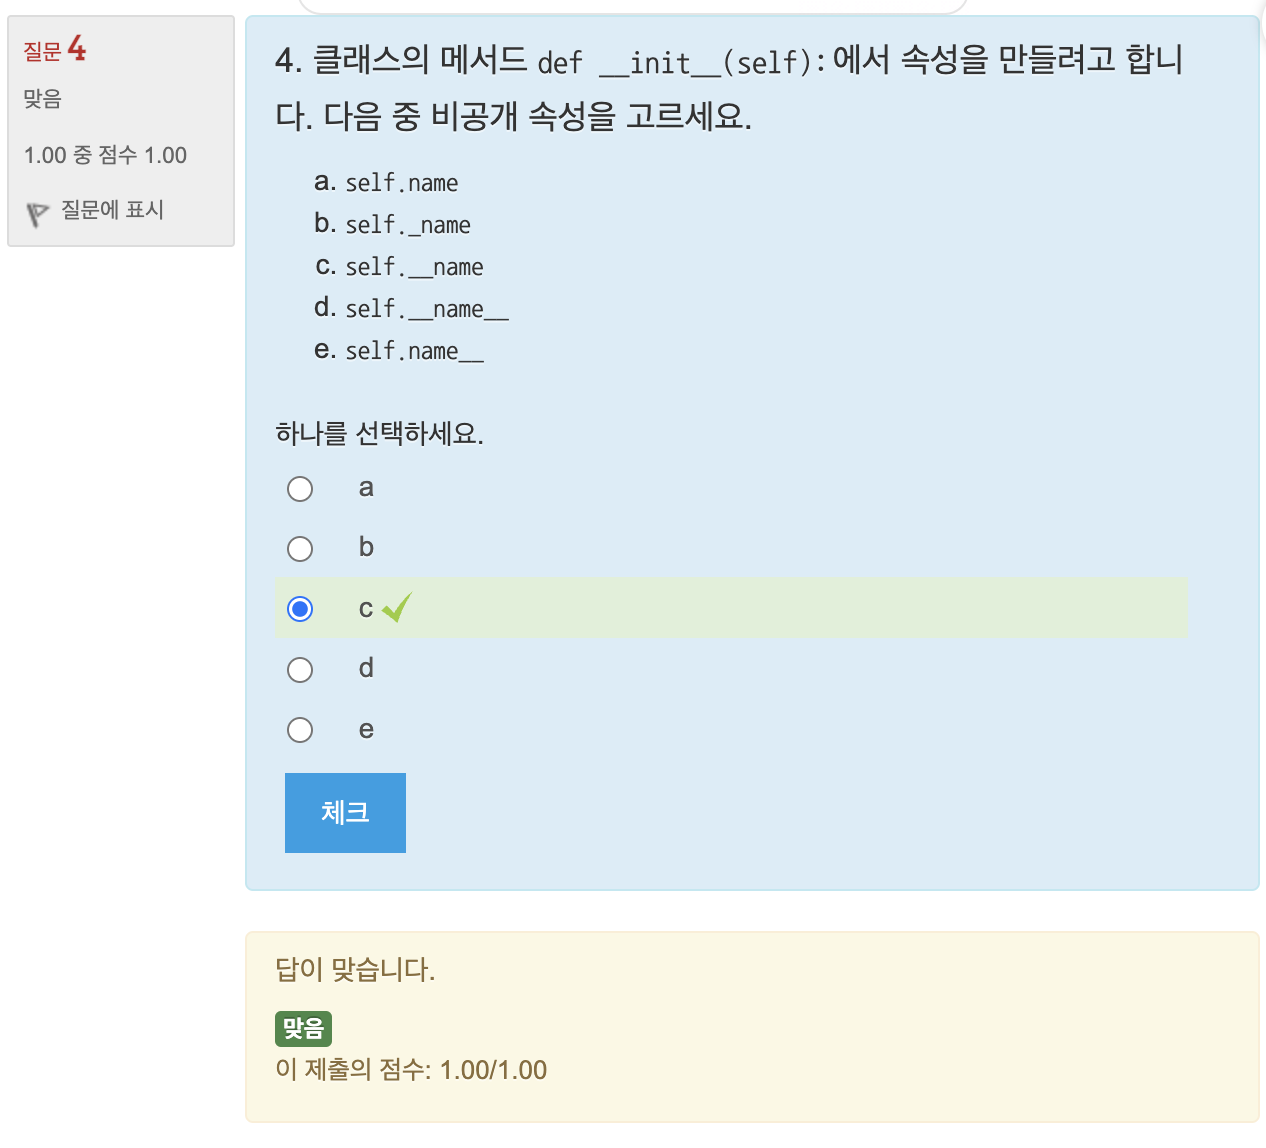 질문 4
맞음
1.00 중 점수 1.00
질문에 표시
4. 클래스의 메서드 def __init__(self): 에서 속성을 만들려고 합니
다. 다음 중 비공개 속성을 고르세요.
a. self.name
b. self._name
c. self.__name
d. self.__name__
e. self.name__
하나를 선택하세요.
a
b
c
d
e
체크
답이 맞습니다.
맞음
이 제출의 점수: 1.00/1.00